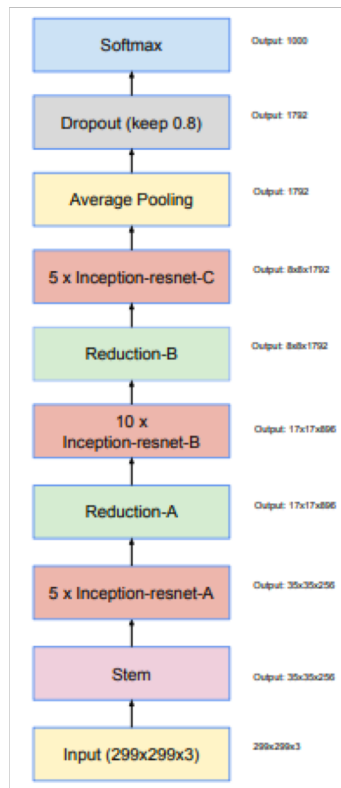 Softmax
Output: 1000
Dropout (keep 0.8)
Output: 1792
Average Pooling
Output: 1792
5 x Inception-resnet-C
Output: 8x8x1792
Reduction-B
Output: 8x8x1792
10 x
Inception-resnet-B
Output: 17x17x896
Reduction-A
Output: 17x17x896
5 x Inception-resnet-A
Output: 35x35x256
Stem
Output: 35x35x256
Input (299x299x3)
299x299x3